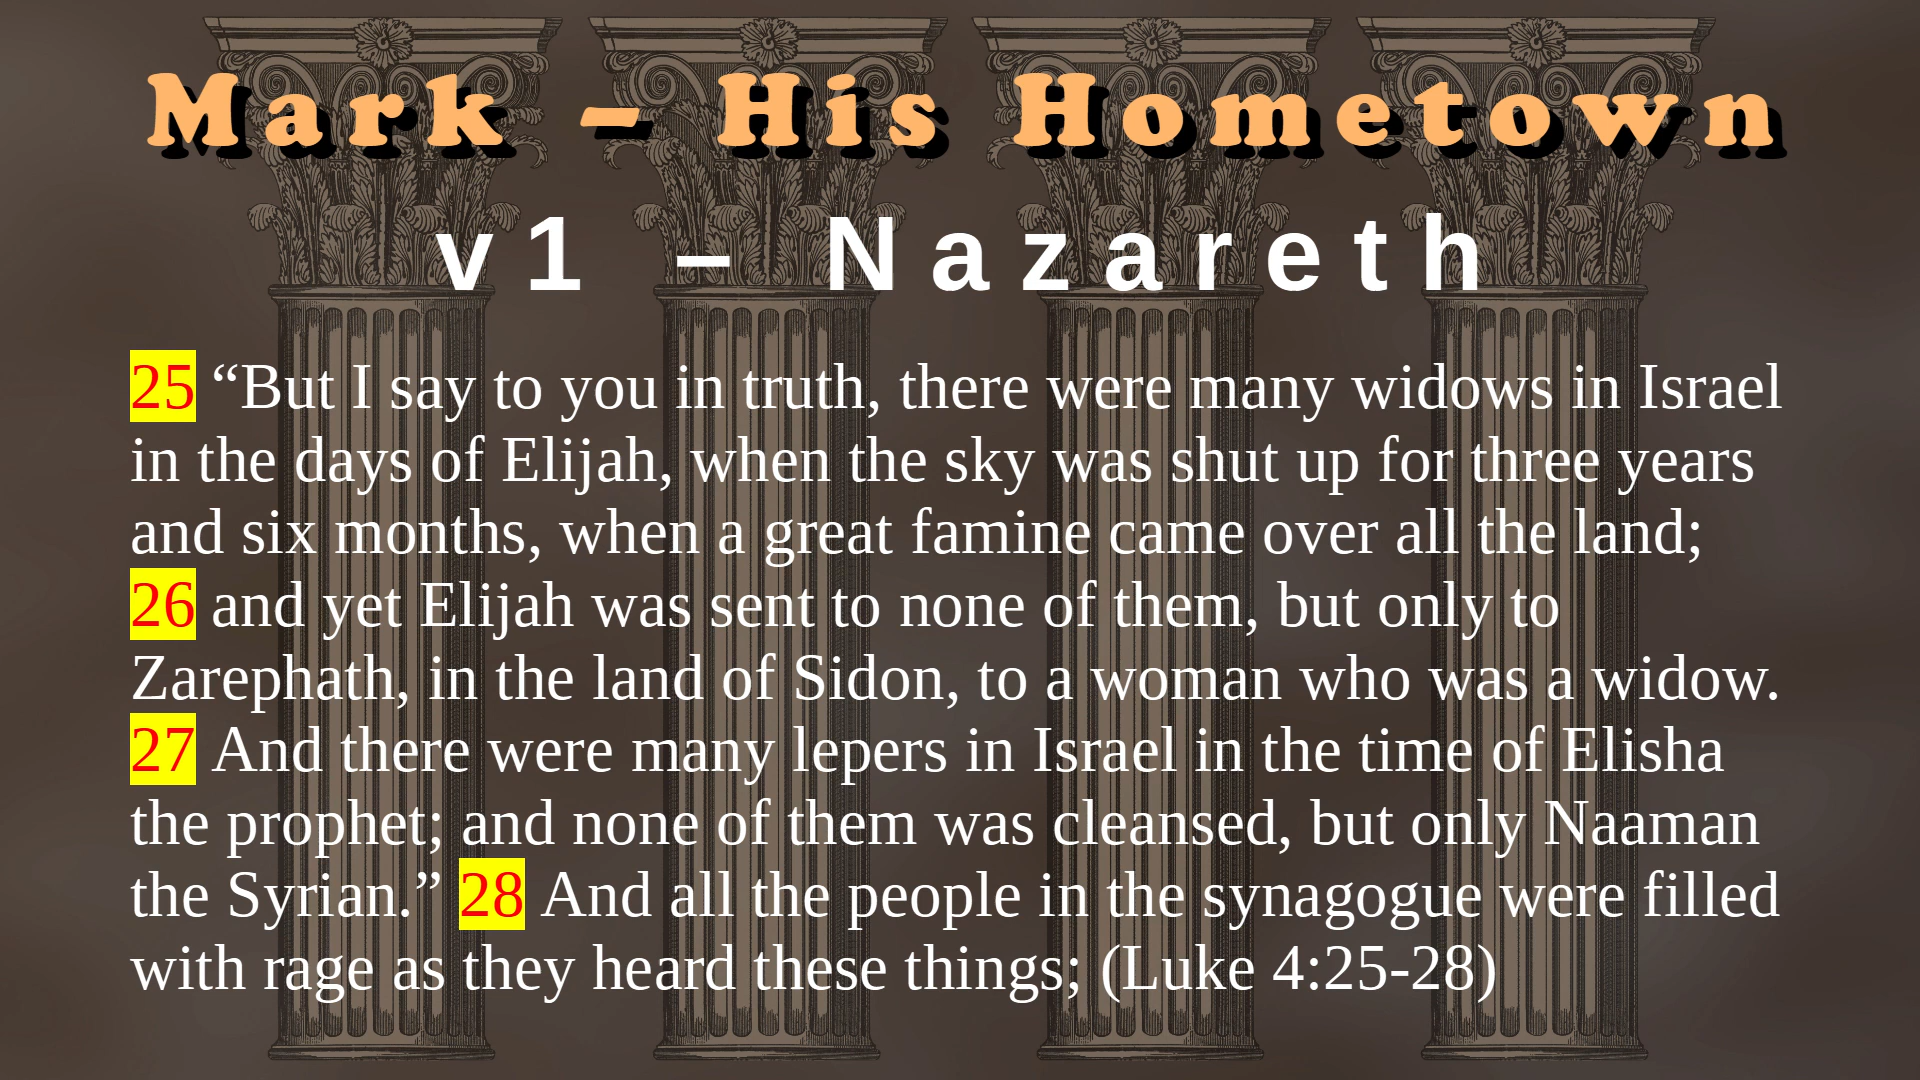 Mark – His Hometown
v1 – Nazareth
25 “But I say to you in truth, there were many widows in Israel
in the days of Elijah, when the sky was shut up for three years
and six months, when a great famine came over all the land;
26 and yet Elijah was sent to none of them, but only to
Zarephath, in the land of Sidon, to a woman who was a widow.
27 And there were many lepers in Israel in the time of Elisha
the prophet; and none of them was cleansed, but only Naaman
the Syrian.” 28 And all the people in the synagogue were filled
with rage as they heard these things; (Luke 4:25-28)